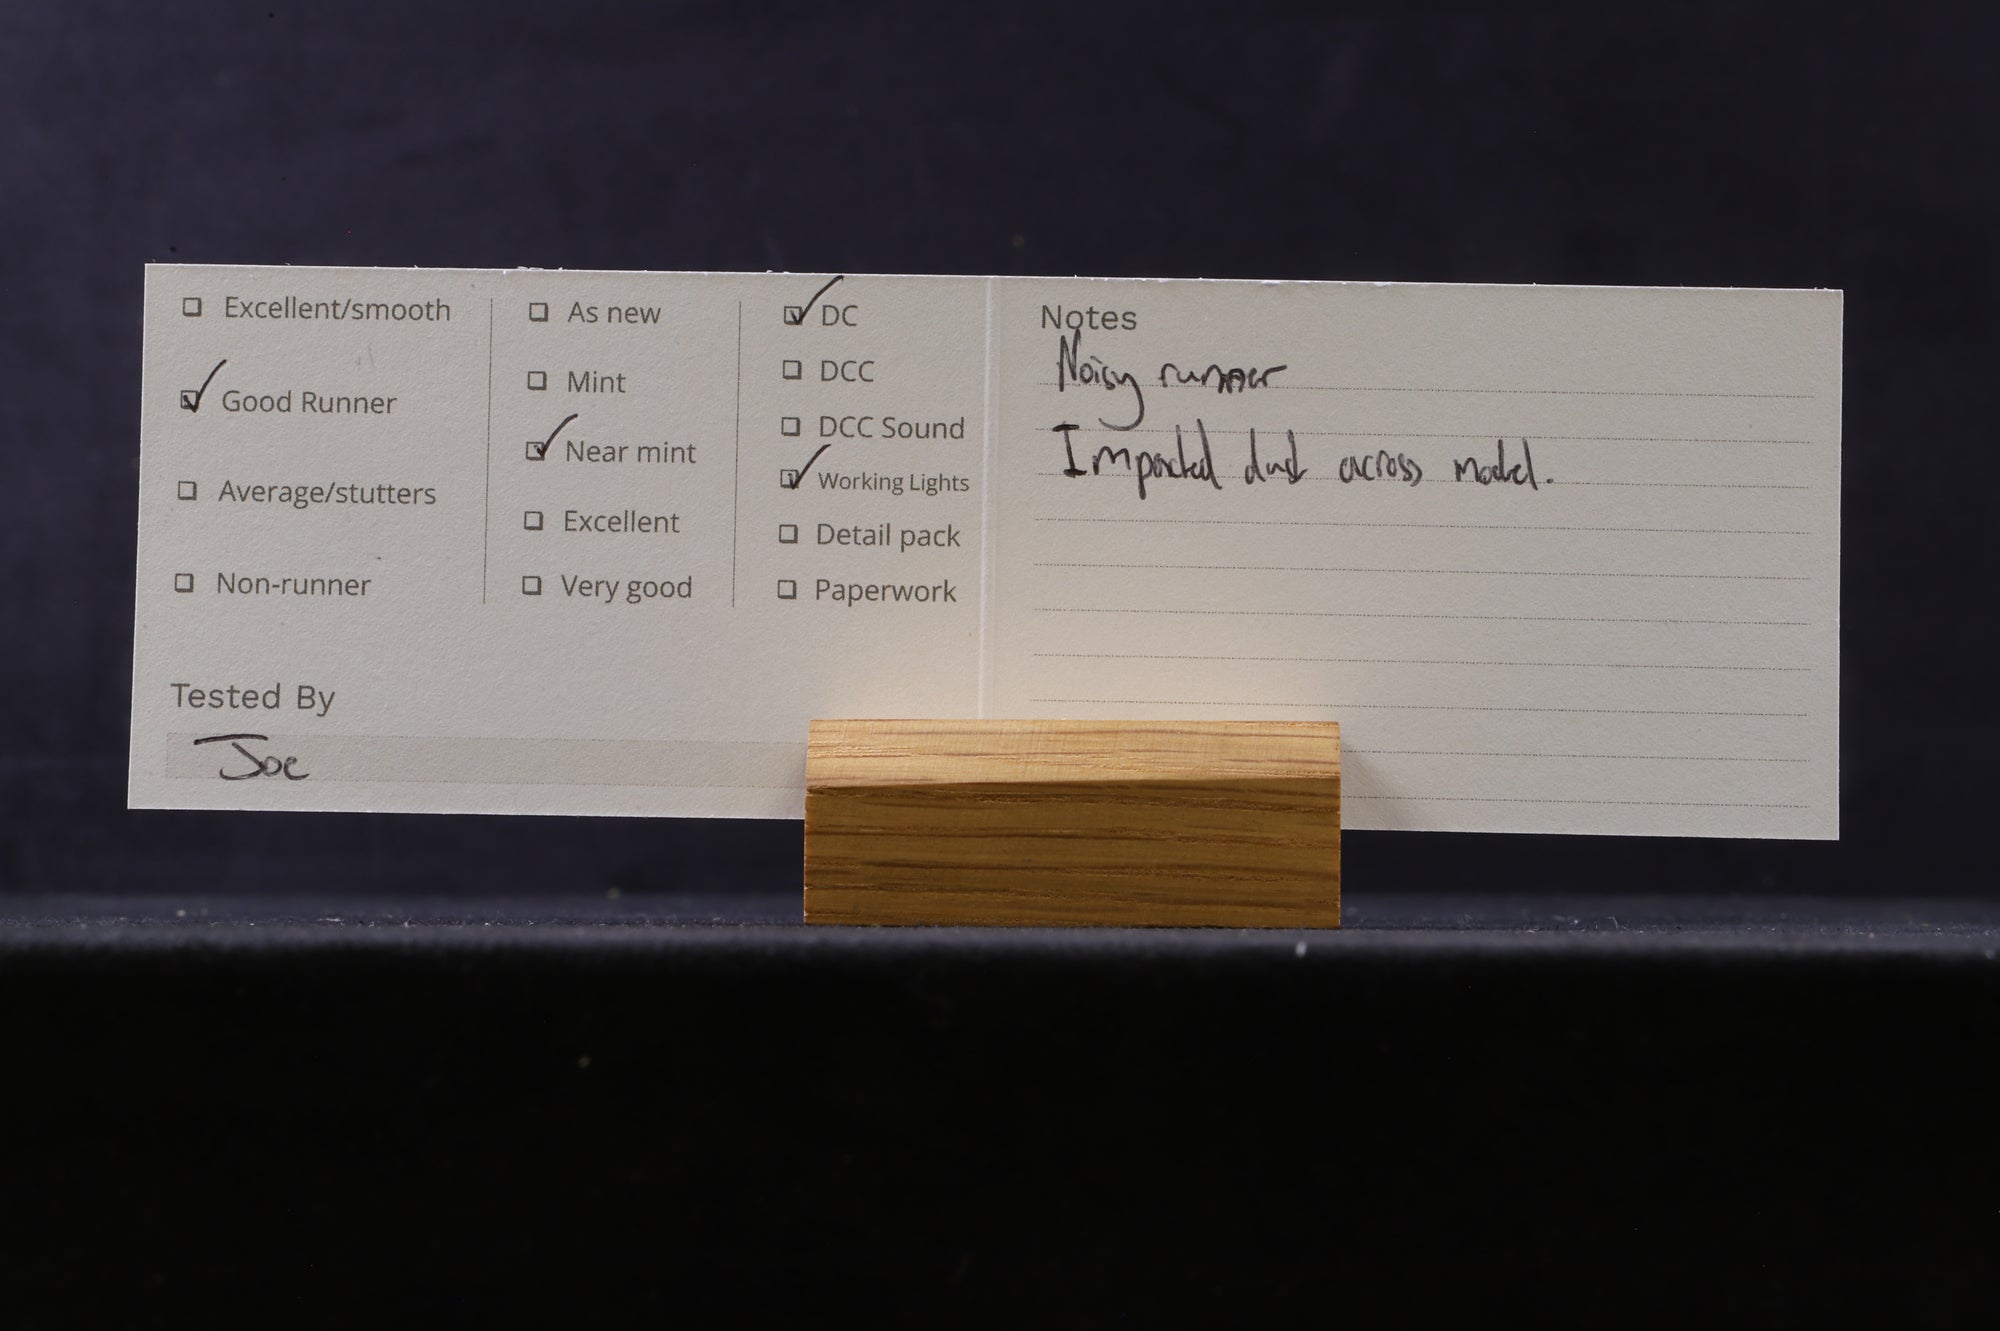 Excellent/smooth
Good Runner
Average/stutters
Non-runner
As new
Mint
Near mint
Excellent
Very good
DC
DCC
DCC Sound
Working Lights
Detail pack
Paperwork
Tested By
Joe
Notes
Noisy runner
Impacted dust across model.